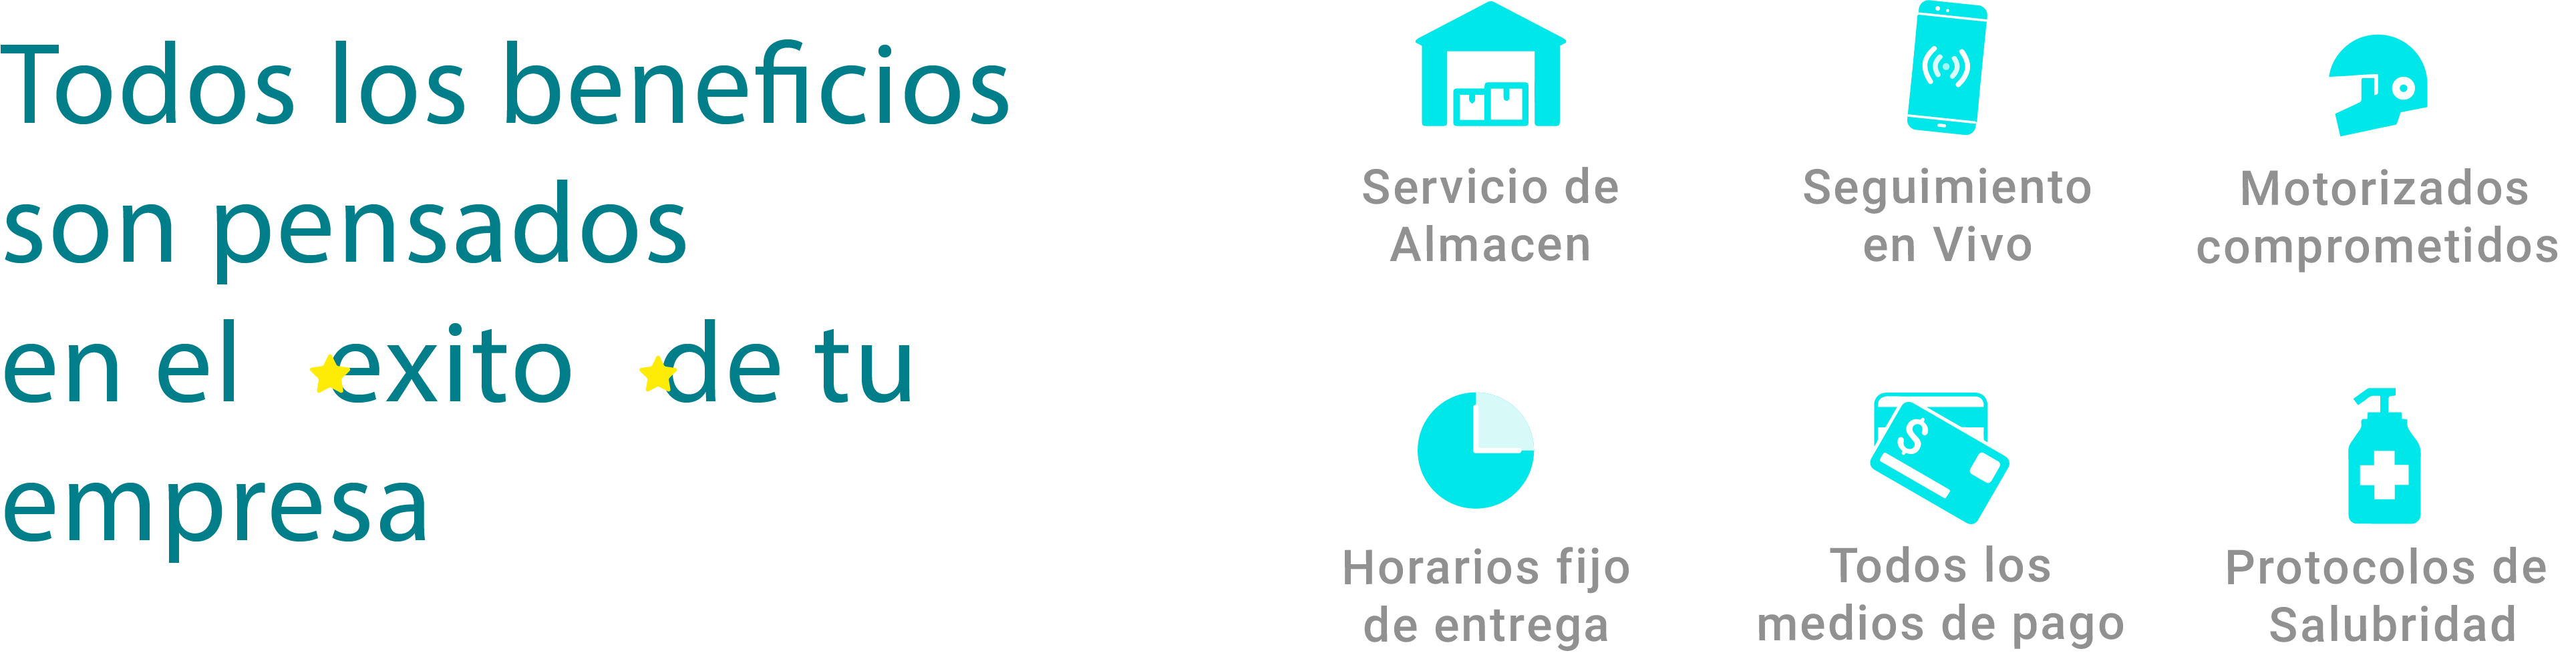 Todos los beneficios
son pensados
en el exito de tu
empresa
Servicio de
Almacen
Seguimiento
en Vivo
Motorizados
comprometidos
Horarios fijo
de entrega
$
Todos los
medios de pago
Protocolos de
Salubridad